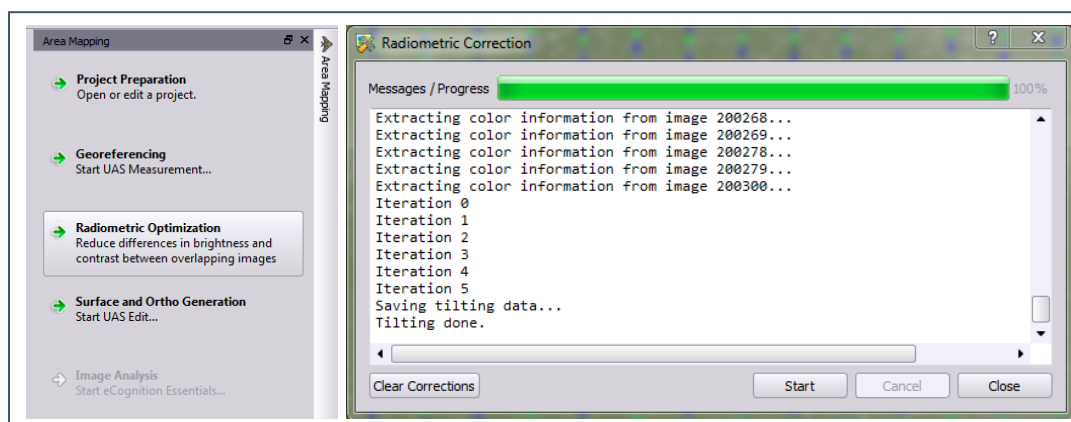 Area Mapping
Area Mapping
Project Preparation
Open or edit a project.
Georeferencing
Start UAS Measurement...
Radiometric Optimization
Reduce differences in brightness and
contrast between overlapping images
Surface and Ortho Generation
Start UAS Edit...
Image Analysis
Start eCognition Essentials...
Radiometric Correction
Messages / Progress
100%
Extracting color information from image 200268...
Extracting color information from image 200269...
Extracting color information from image 200278...
Extracting color information from image 200279...
Extracting color information from image 200300...
Iteration 0
Iteration 1
Iteration 2
Iteration 3
Iteration 4
Iteration 5
Saving tilting data...
Tilting done.
Clear Corrections
Start
Cancel
Close